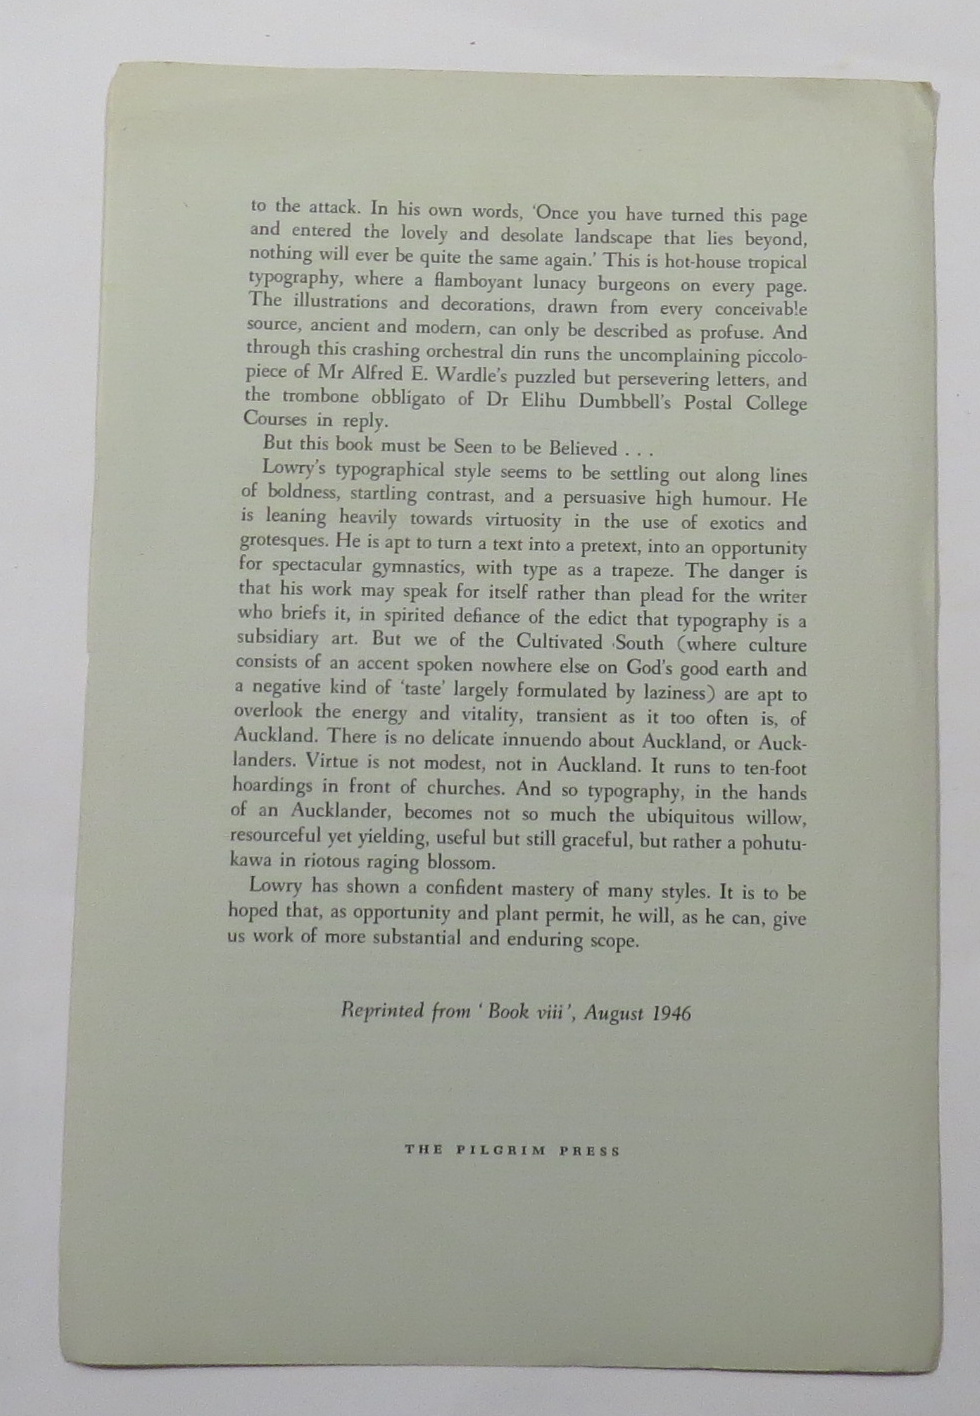 to the attack. In his own words, ‘Once you have turned this page
and entered the lovely and desolate landscape that lies beyond,
nothing will ever be quite the same again.’ This is hot-house tropical
typography, where a flamboyant lunacy burgeons on every page.
The illustrations and decorations, drawn from every conceivable
source, ancient and modern, can only be described as profuse. And
through this crashing orchestral din runs the uncomplaining piccolo-
piece of Mr Alfred E. Wardle’s puzzled but persevering letters, and
the trombone obbligato of Dr Elihu Dumbbell’s Postal College
Courses in reply.
But this book must be Seen to be Believed . . .
Lowry’s typographical style seems to be settling out along lines
of boldness, startling contrast, and a persuasive high humour. He
is leaning heavily towards virtuosity in the use of exotics and
grotesques. He is apt to turn a text into a pretext, into an opportunity
for spectacular gymnastics, with type as a trapeze. The danger is
that his work may speak for itself rather than plead for the writer
who briefs it, in spirited defiance of the edict that typography is a
subsidiary art. But we of the Cultivated South (where culture
consists of an accent spoken nowhere else on God’s good earth and
a negative kind of ‘taste’ largely formulated by laziness) are apt to
overlook the energy and vitality, transient as it too often is, of
Auckland. There is no delicate innuendo about Auckland, or Auck-
landers. Virtue is not modest, not in Auckland. It runs to ten-foot
hoardings in front of churches. And so typography, in the hands
of an Aucklander, becomes not so much the ubiquitous willow,
resourceful yet yielding, useful but still graceful, but rather a pohutu-
kawa in riotous raging blossom.
Lowry has shown a confident mastery of many styles. It is to be
hoped that, as opportunity and plant permit, he will, as he can, give
us work of more substantial and enduring scope.
Reprinted from ‘ Book viii ’, August 1946
THE PILGRIM PRESS